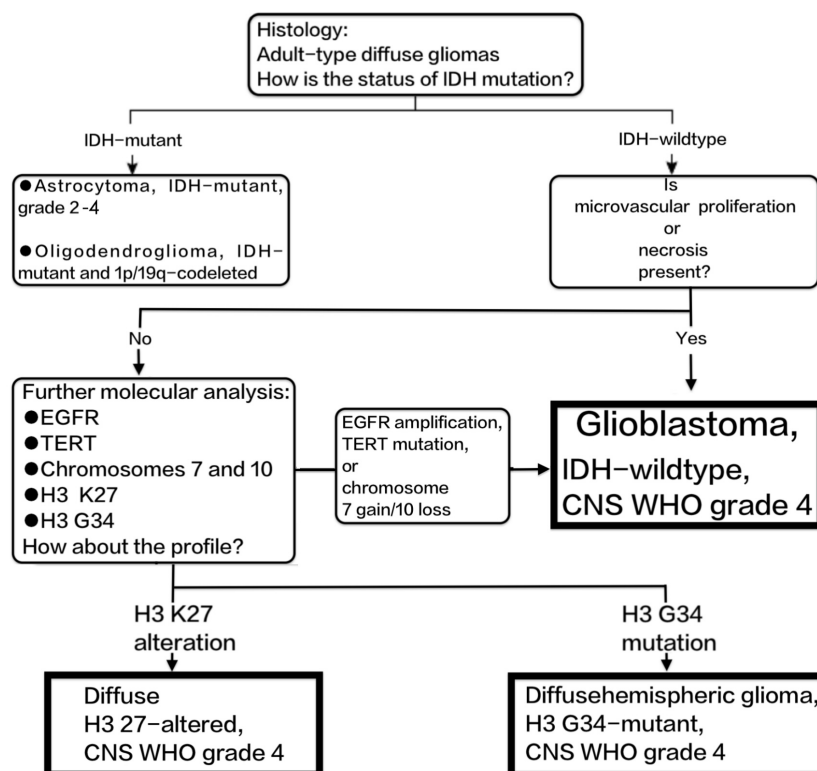 Histology:
Adult-type diffuse gliomas
How is the status of IDH mutation?
IDH-mutant
IDH-wildtype
●Astrocytoma, IDH-mutant,
grade 2-4
●Oligodendroglioma, IDH-
mutant and 1p/19q-codeleted
Is
microvascular proliferation
or
necrosis
present?
No
Yes
Further molecular analysis:
●EGFR
●TERT
●Chromosomes 7 and 10
●H3 K27
●H3 G34
How about the profile?
EGFR amplification,
TERT mutation,
or
chromosome
7 gain/10 loss
Glioblastoma,
IDH-wildtype,
CNS WHO grade 4
H3 K27
alteration
H3 G34
mutation
Diffuse
H3 27-altered,
CNS WHO grade 4
Diffusehemispheric glioma,
H3 G34-mutant,
CNS WHO grade 4